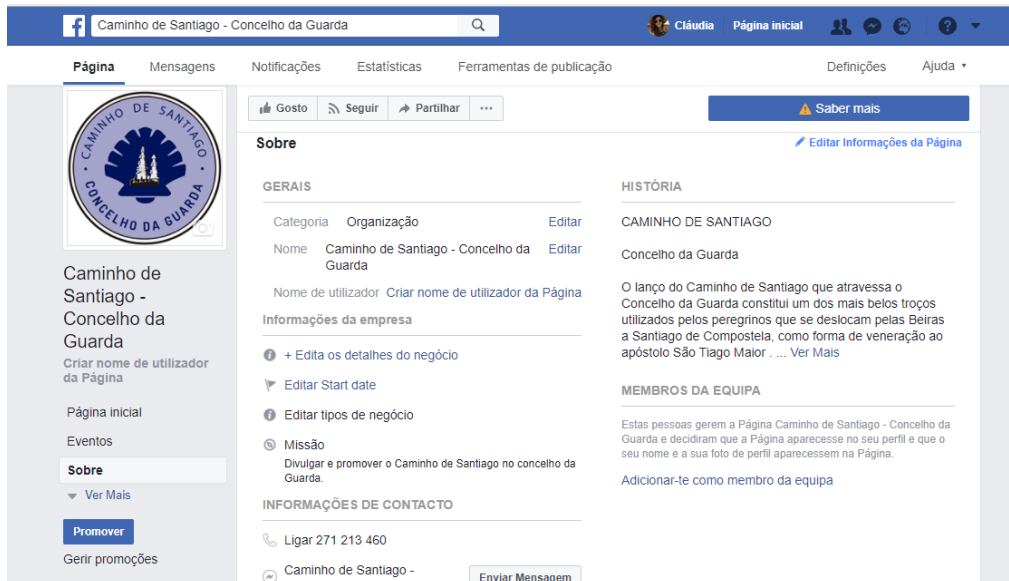 Caminho de Santiago - Concelho da Guarda
Cláudia
Página inicial
Página
Mensagens
Notificações
Estatísticas
Ferramentas de publicação
Definições
Ajuda
CAMINHO DE SANTIAGO
CONCELHO DA GUARDA
Caminho de
Santiago -
Concelho da
Guarda
Criar nome de utilizador
da Página
Página inicial
Eventos
Sobre
Ver Mais
Promover
Gerir promoções
Gosto
Seguir
Partilhar
...
Saber mais
Sobre
Editar Informações da Página
GERAIS
Categoria Organização Editar
Nome Caminho de Santiago - Concelho da Editar
Guarda
Nome de utilizador Criar nome de utilizador da Página
Informações da empresa
+ Edita os detalhes do negócio
Editar Start date
Editar tipos de negócio
Missão
Divulgar e promover o Caminho de Santiago no concelho da
Guarda.
INFORMAÇÕES DE CONTACTO
Ligar 271 213 460
Caminho de Santiago -
Enviar Mensagem
HISTÓRIA
CAMINHO DE SANTIAGO
Concelho da Guarda
O lanço do Caminho de Santiago que atravessa o
Concelho da Guarda constitui um dos mais belos troços
utilizados pelos peregrinos que se deslocam pelas Beiras
a Santiago de Compostela, como forma de veneração ao
apóstolo São Tiago Maior . ... Ver Mais
MEMBROS DA EQUIPA
Estas pessoas gerem a Página Caminho de Santiago - Concelho da
Guarda e decidiram que a Página aparecesse no seu perfil e que o
seu nome e a sua foto de perfil aparecessem na Página.
Adicionar-te como membro da equipa